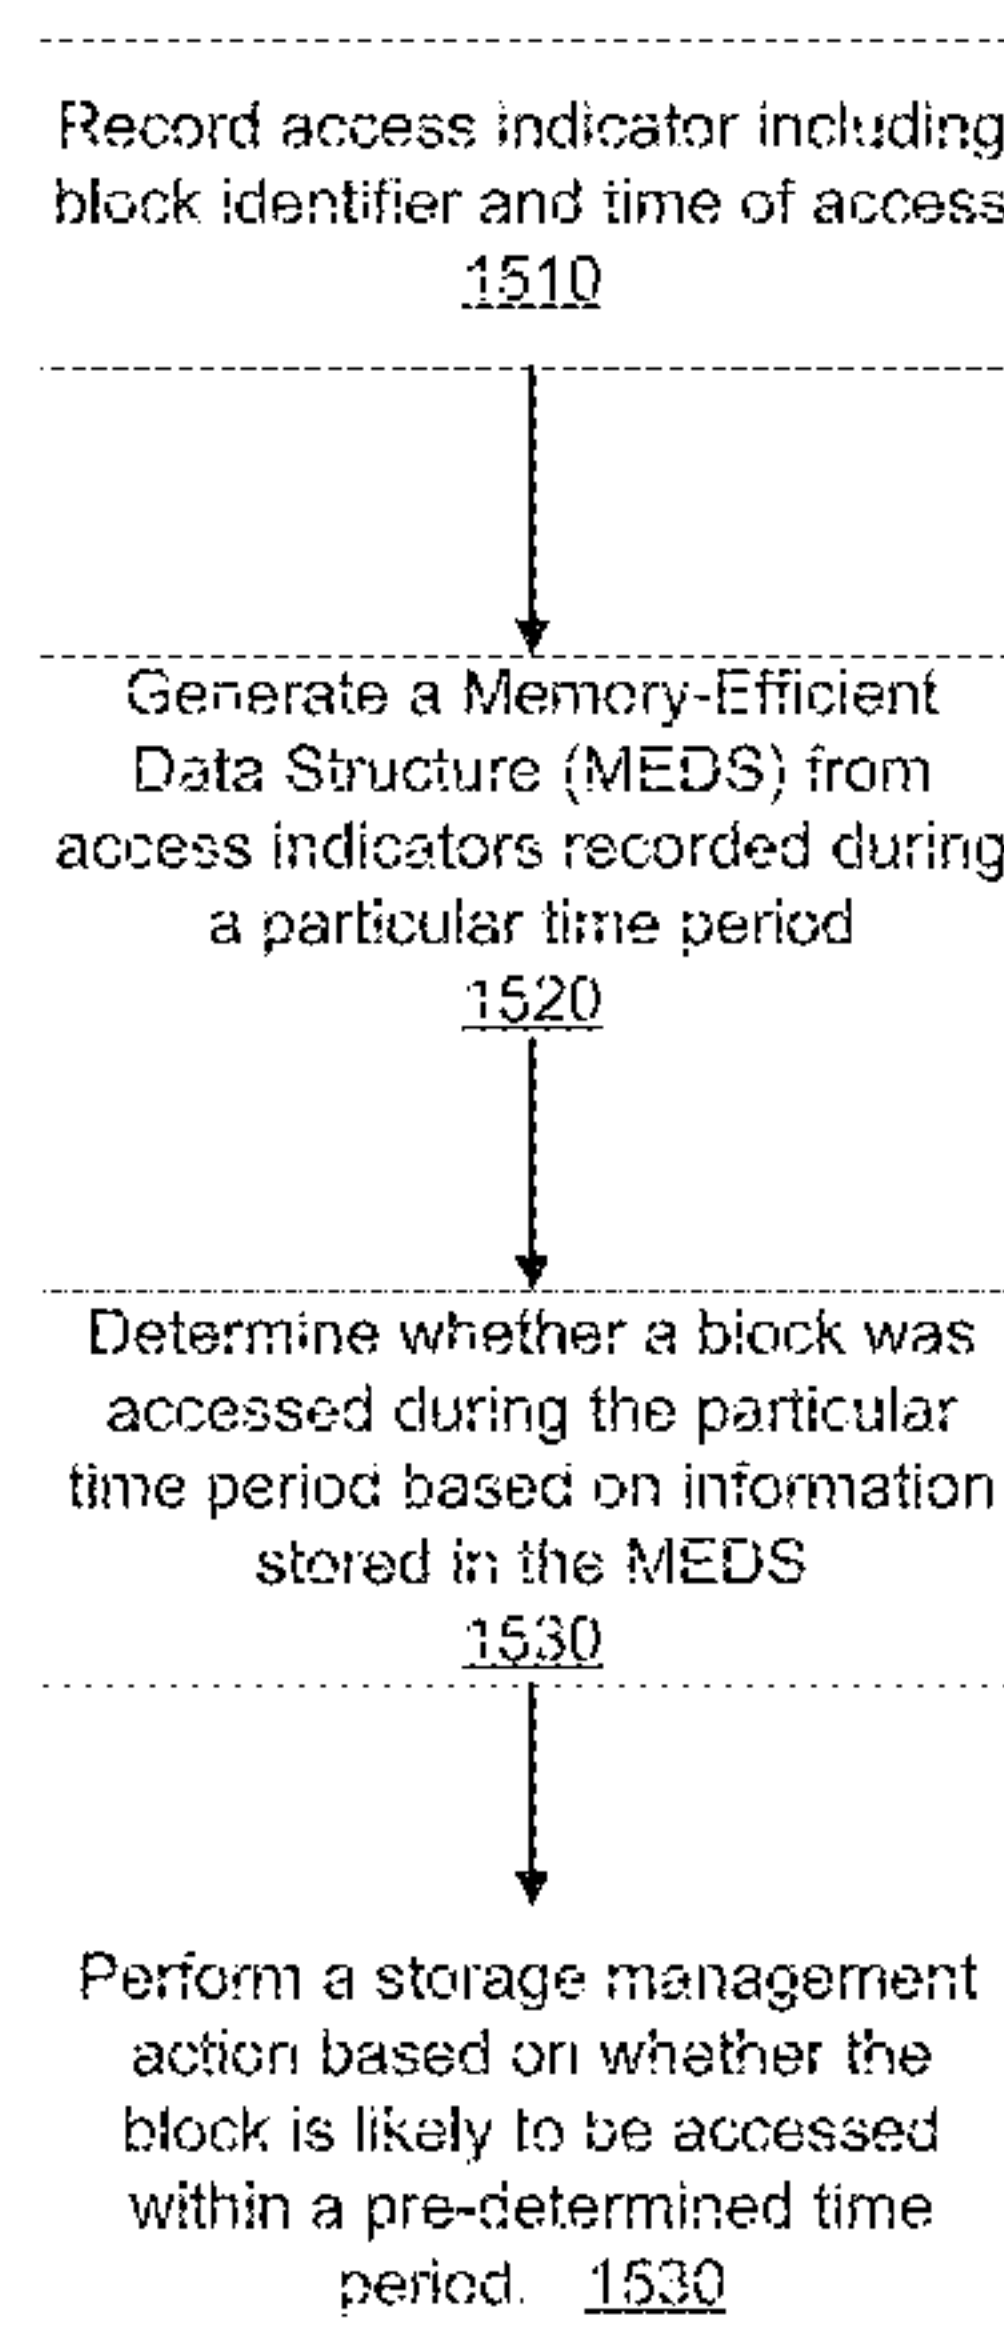 Record access indicator including
block identifier and time of access
1510
Generate a Memory-Efficient
Data Structure (MEDS) from
access indicators recorded during
a particular time period
1520
Determine whether a block was
accessed during the particular
time period based on information
stored in the MEDS
1530
Perform a storage management
action based on whether the
block is likely to be accessed
within a pre-determined time
period. 1530